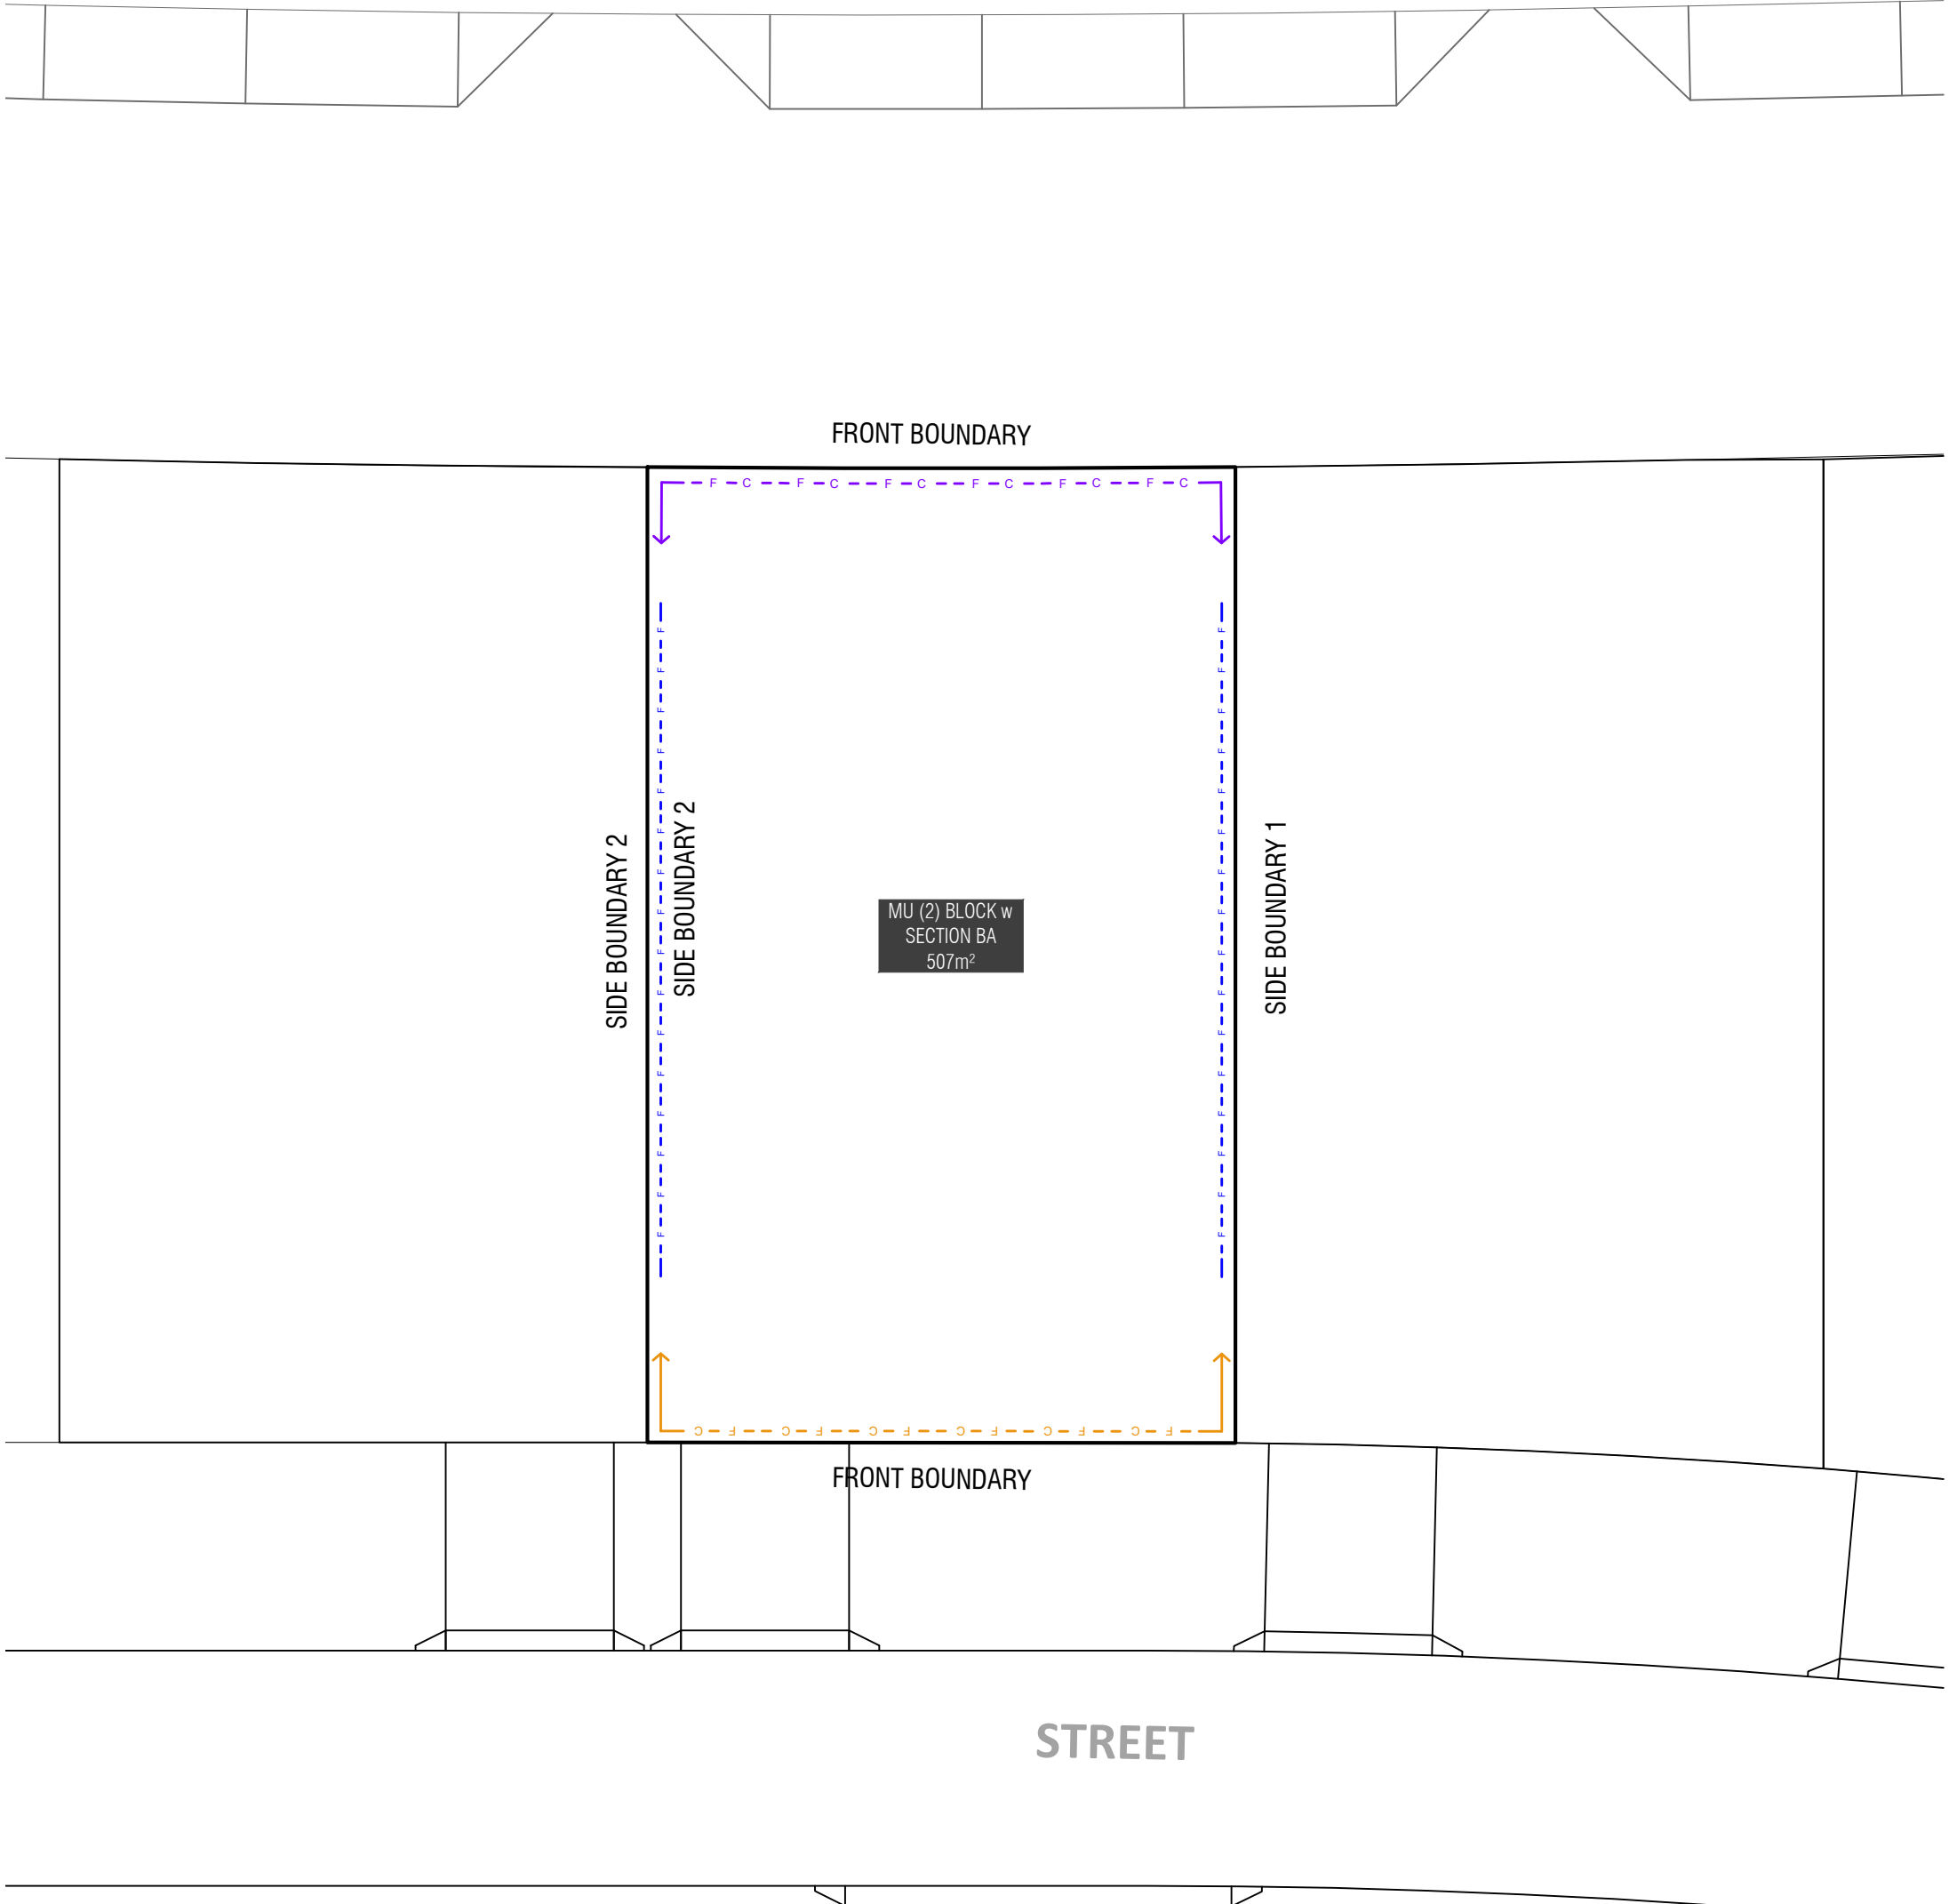 FRONT BOUNDARY
F C F C F C F C F C F C
SIDE BOUNDARY 2
F F F F F F F F F F F F F F F F
SIDE BOUNDARY 2
MU (2) BLOCK w
SECTION BA
507m²
F F F F F F F F F F F F F F F F
SIDE BOUNDARY 1
C F C F C F C F C F C F
FRONT BOUNDARY
STREET